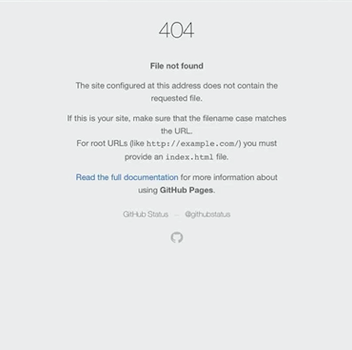 404
File not found
The site configured at this address does not contain the
requested file.
If this is your site, make sure that the filename case matches
the URL.
For root URLs (like http://example.com/) you must
provide an index.html file.
Read the full documentation for more information about
using GitHub Pages.
GitHub Status — @githubstatus